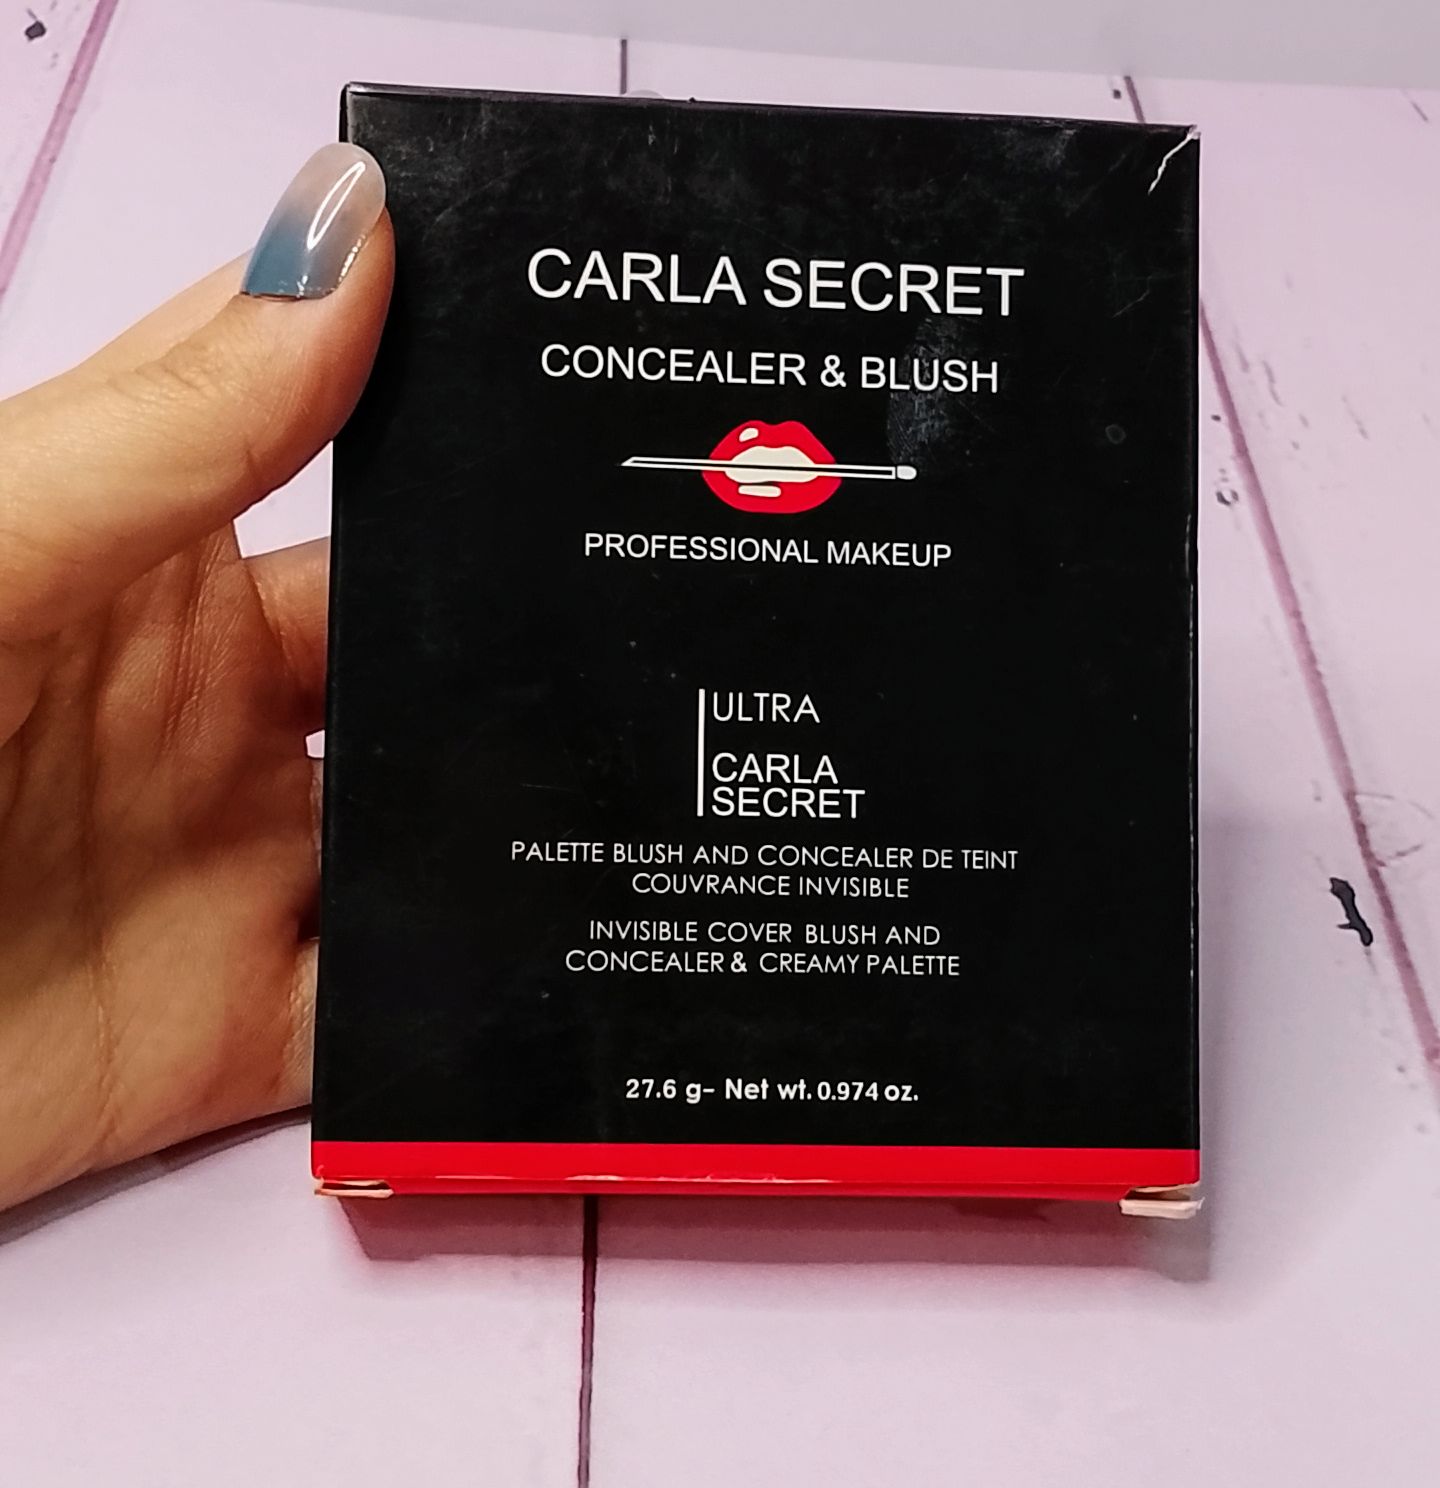 CARLA SECRET
CONCEALER & BLUSH
PROFESSIONAL MAKEUP
ULTRA
CARLA
SECRET
PALETTE BLUSH AND CONCEALER DE TEINT
COUVRANCE INVISIBLE
INVISIBLE COVER BLUSH AND
CONCEALER & CREAMY PALETTE
27.6 g- Net wt. 0.974 oz.